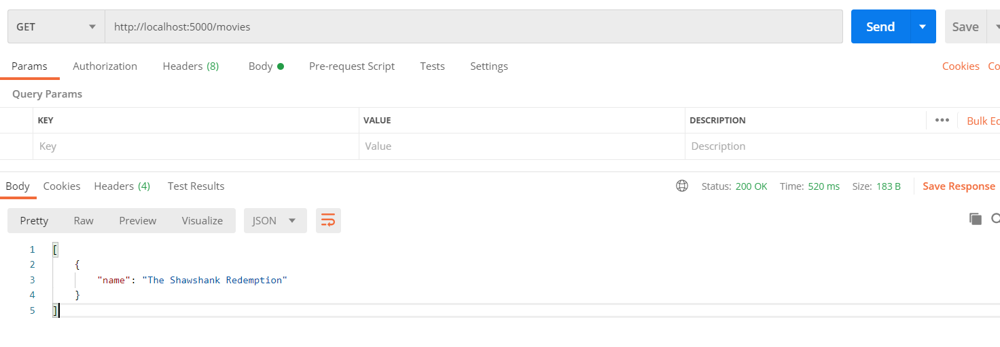 GET http://localhost:5000/movies Send Save
Params Authorization Headers (8) Body Pre-request Script Tests Settings Cookies Co
Query Params
KEY VALUE DESCRIPTION ••• Bulk Ec
Key Value Description
Body Cookies Headers (4) Test Results Status: 200 OK Time: 520 ms Size: 183 B Save Response
Pretty Raw Preview Visualize JSON
1 [
2 {
3 "name": "The Shawshank Redemption"
4 }
5 ]